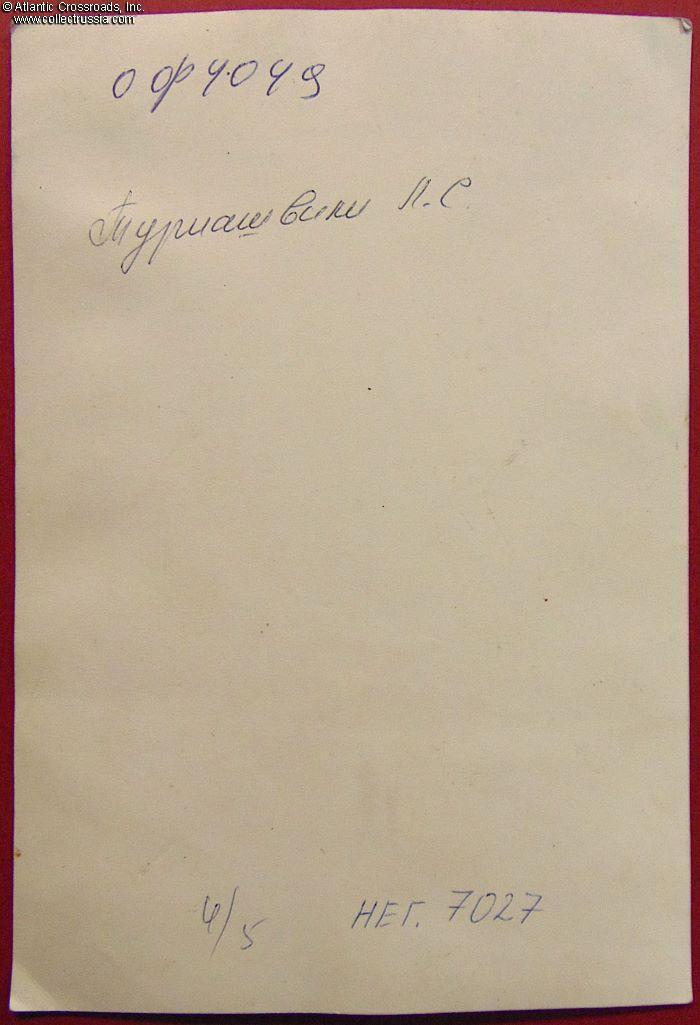 © Atlantic Crossroads, Inc.
www.collectrussia.com
ОФ4049
Турмашвили Л.С.
4/5 НЕГ. 7027